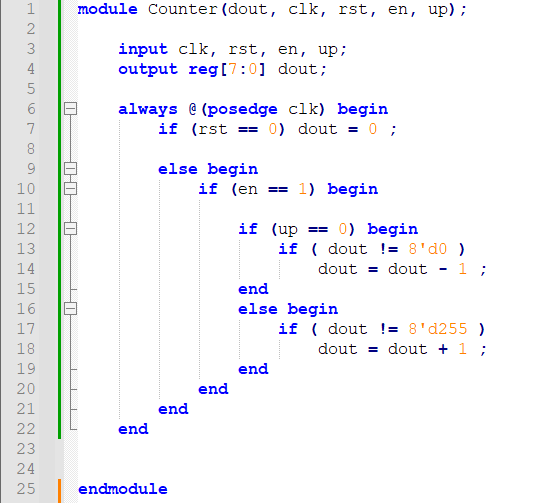 1 module Counter(dout, clk, rst, en, up);
2
3     input clk, rst, en, up;
4     output reg[7:0] dout;
5
6     always @(posedge clk) begin
7         if (rst == 0) dout = 0 ;
8
9         else begin
10             if (en == 1) begin
11
12                 if (up == 0) begin
13                     if ( dout != 8'd0 )
14                         dout = dout - 1 ;
15                 end
16                 else begin
17                     if ( dout != 8'd255 )
18                         dout = dout + 1 ;
19                 end
20             end
21         end
22     end
23
24
25 endmodule